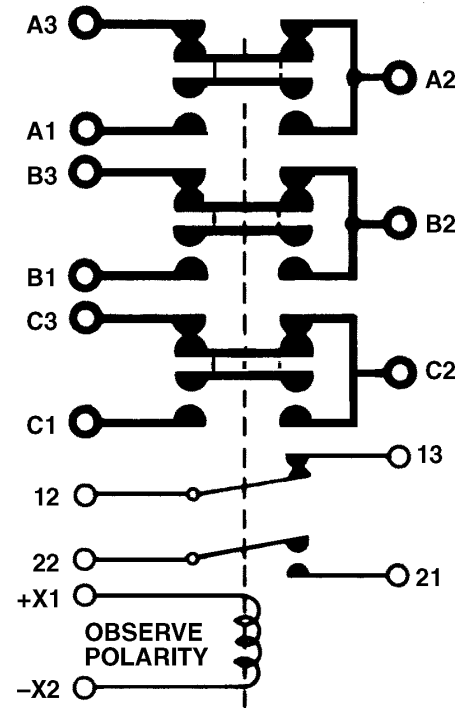 A3
A2
A1
B3
B2
B1
C3
C2
C1
13
12
22
21
+X1
OBSERVE
POLARITY
–X2